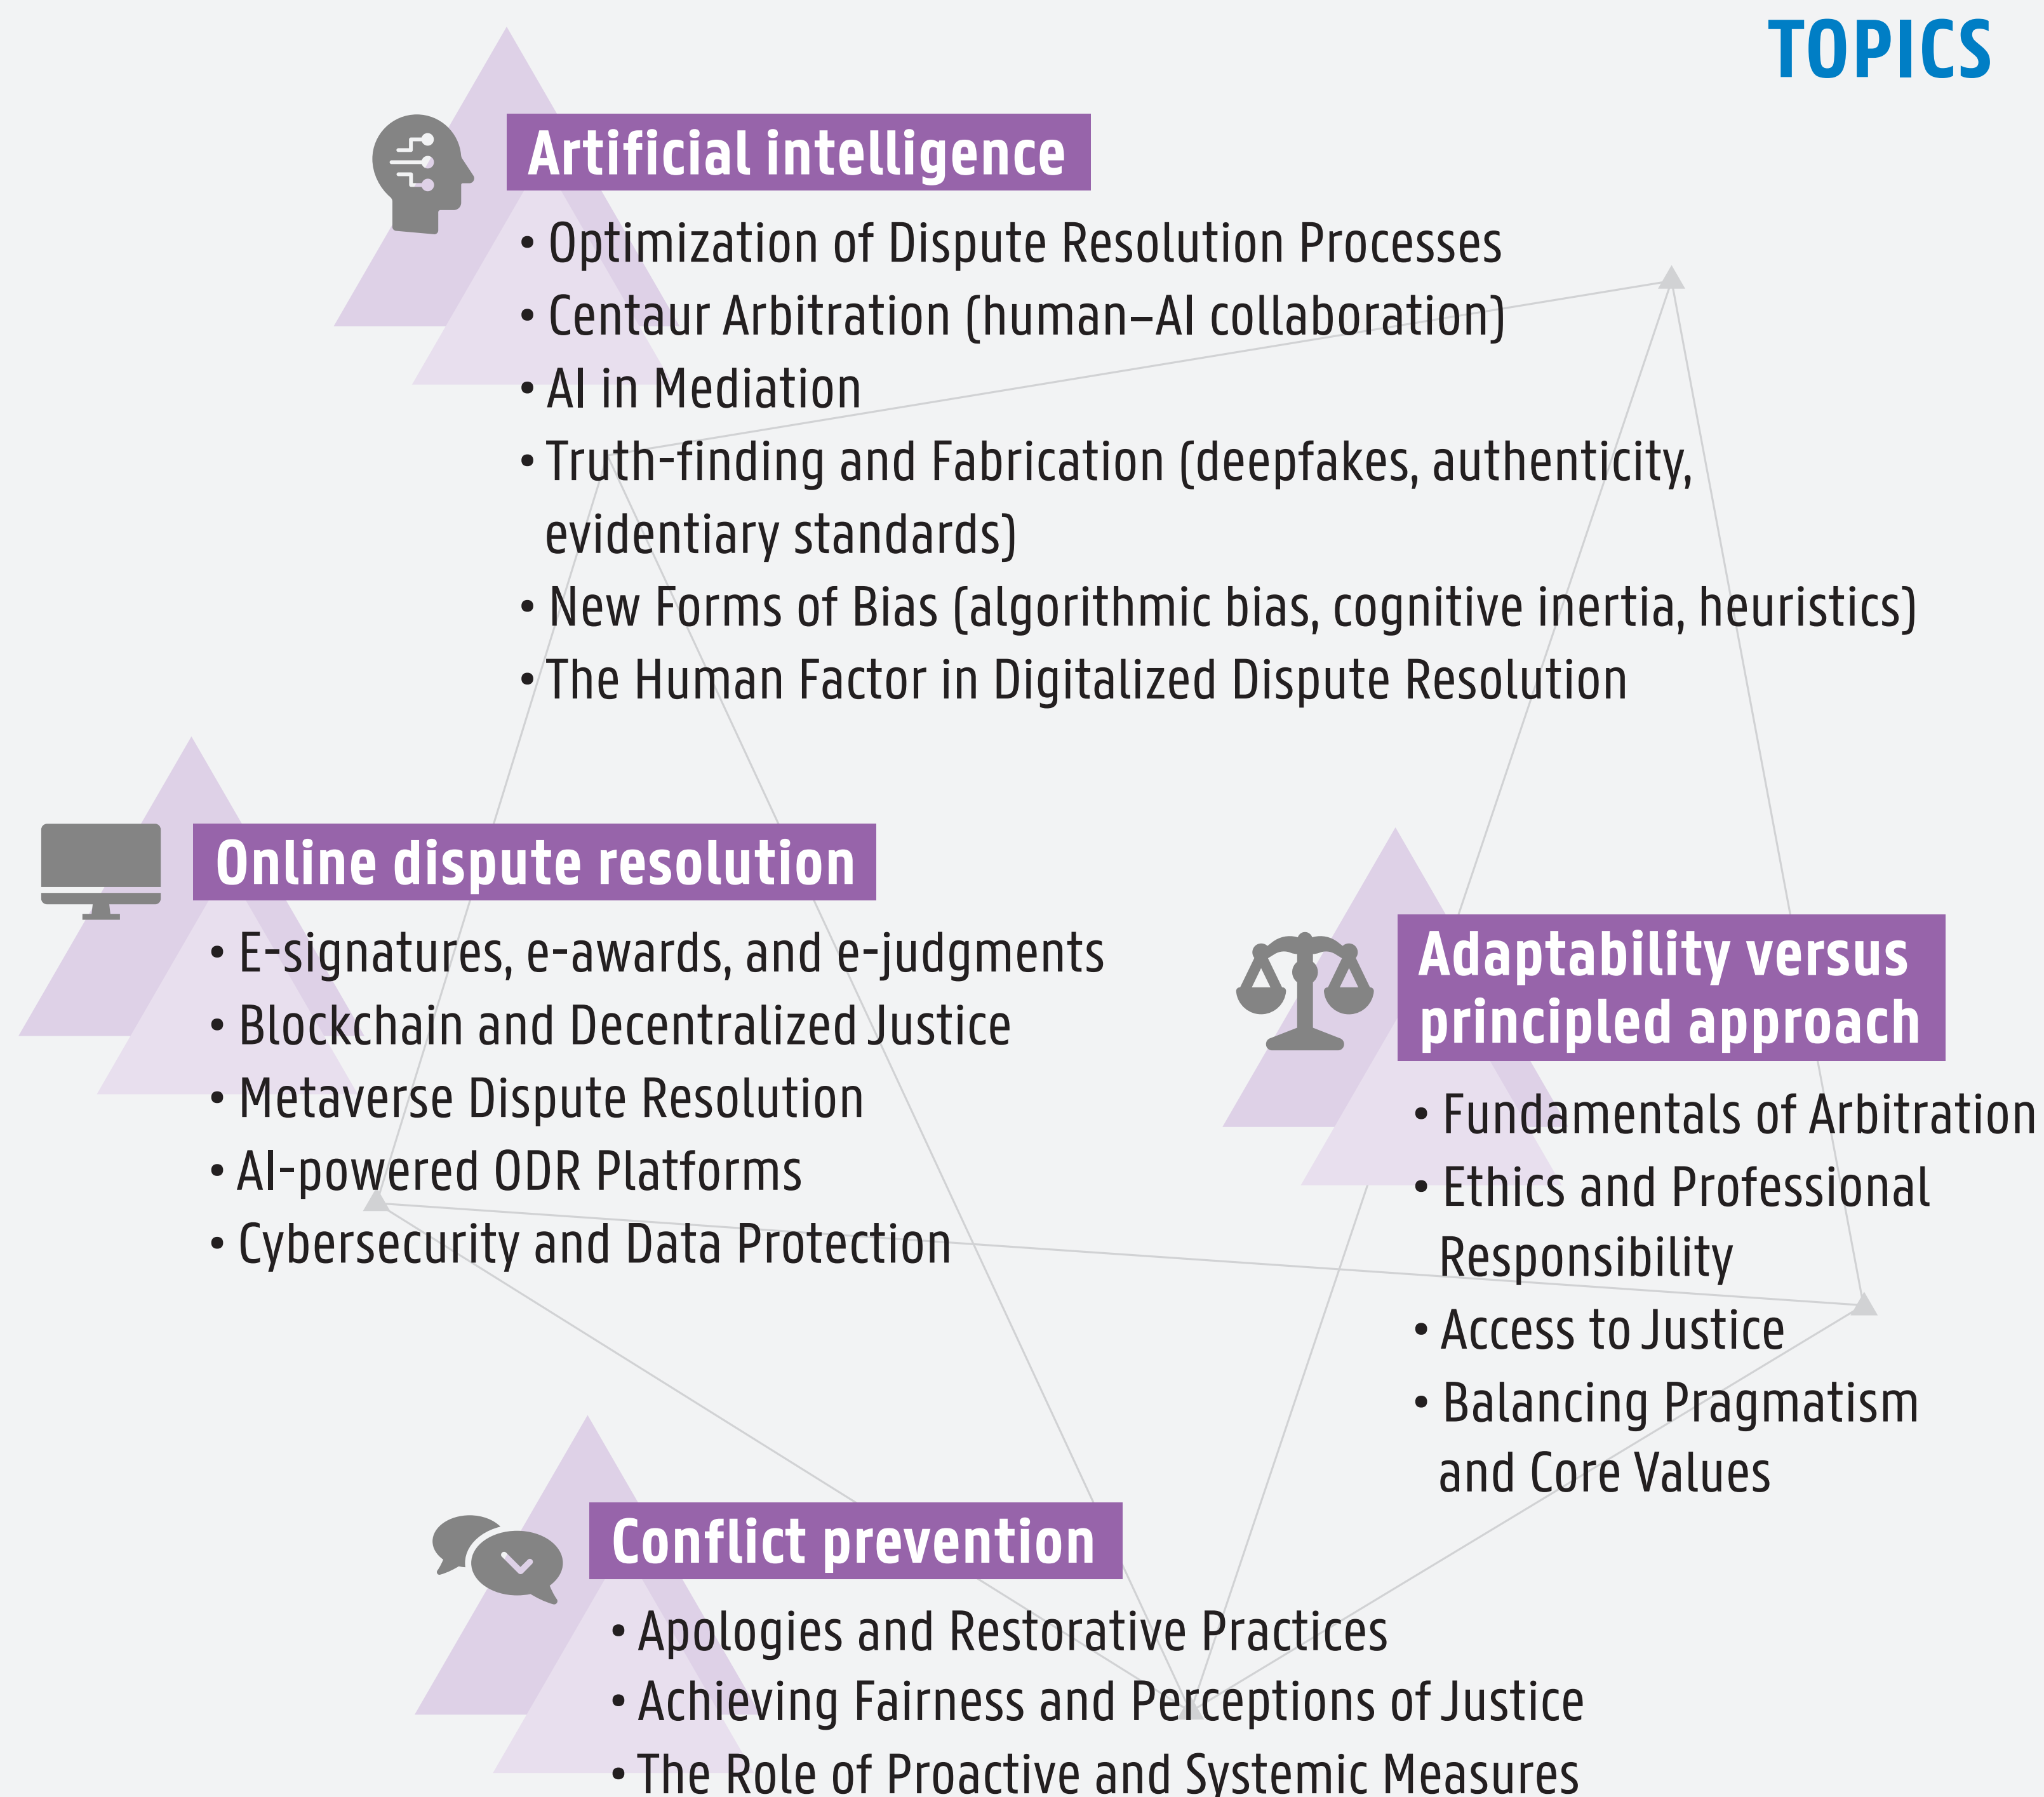 TOPICS
Artificial intelligence
• Optimization of Dispute Resolution Processes
• Centaur Arbitration (human–AI collaboration)
• AI in Mediation
• Truth-finding and Fabrication (deepfakes, authenticity,
evidentiary standards)
• New Forms of Bias (algorithmic bias, cognitive inertia, heuristics)
• The Human Factor in Digitalized Dispute Resolution
Online dispute resolution
• E-signatures, e-awards, and e-judgments
• Blockchain and Decentralized Justice
• Metaverse Dispute Resolution
• AI-powered ODR Platforms
• Cybersecurity and Data Protection
Adaptability versus
principled approach
• Fundamentals of Arbitration
• Ethics and Professional
Responsibility
• Access to Justice
• Balancing Pragmatism
and Core Values
Conflict prevention
• Apologies and Restorative Practices
• Achieving Fairness and Perceptions of Justice
• The Role of Proactive and Systemic Measures